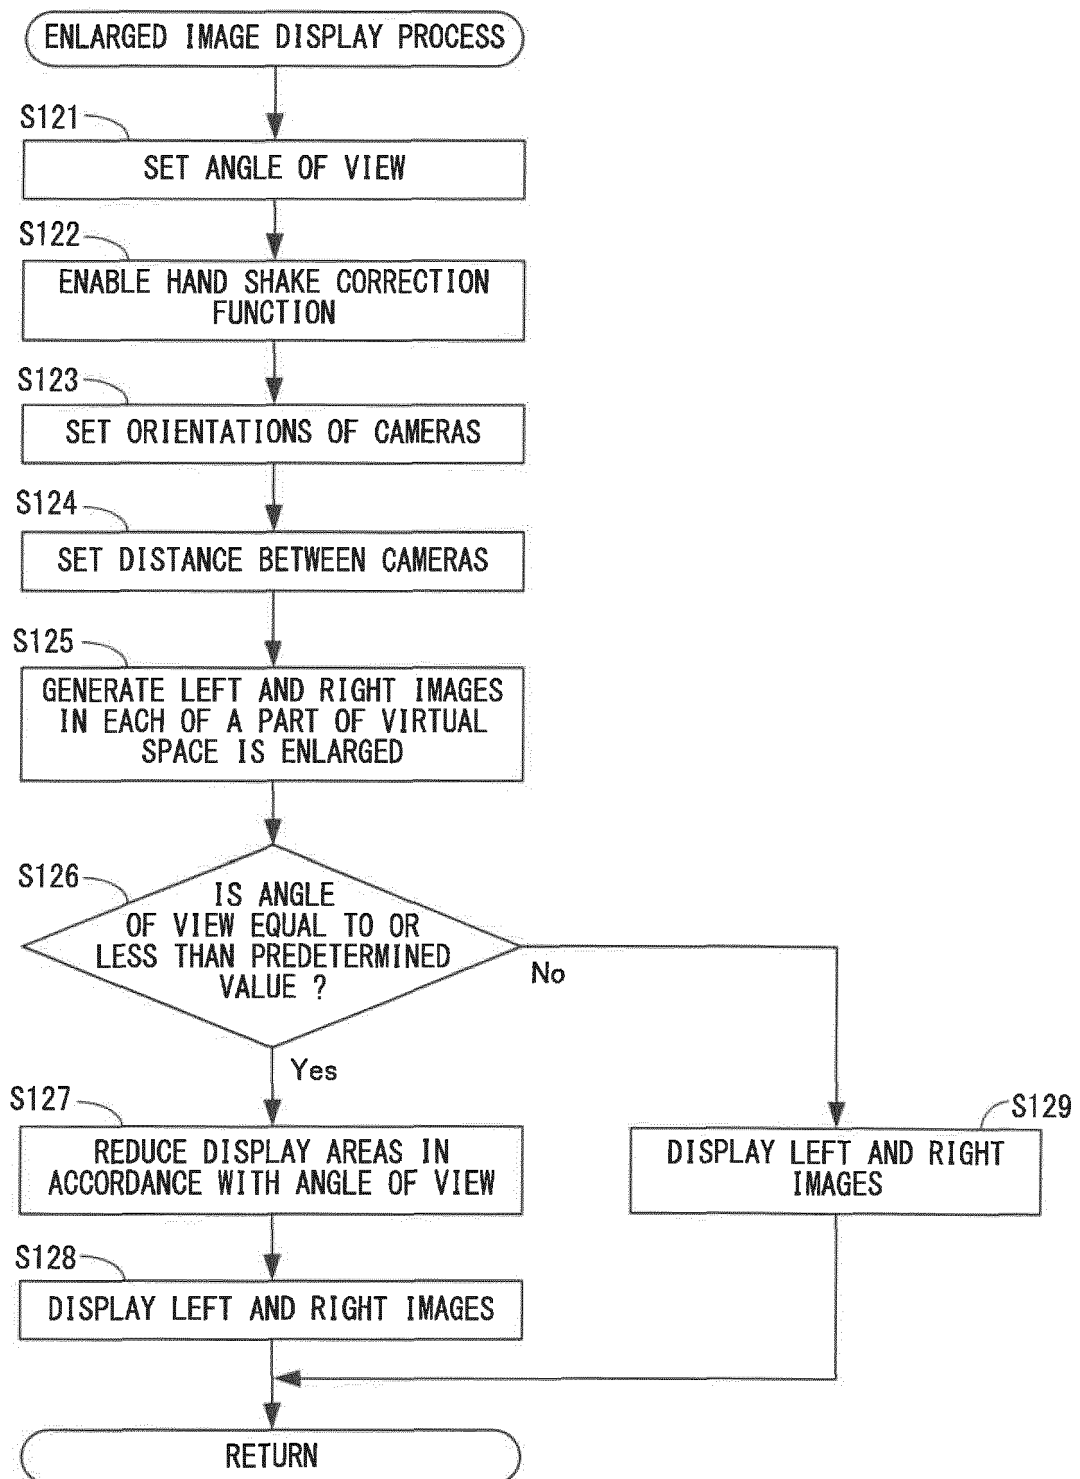 ENLARGED IMAGE DISPLAY PROCESS
S121
SET ANGLE OF VIEW
S122
ENABLE HAND SHAKE CORRECTION
FUNCTION
S123
SET ORIENTATIONS OF CAMERAS
S124
SET DISTANCE BETWEEN CAMERAS
S125
GENERATE LEFT AND RIGHT IMAGES
IN EACH OF A PART OF VIRTUAL
SPACE IS ENLARGED
S126
IS ANGLE
OF VIEW EQUAL TO OR
LESS THAN PREDETERMINED
VALUE ?
No
Yes
S127
REDUCE DISPLAY AREAS IN
ACCORDANCE WITH ANGLE OF VIEW
S129
DISPLAY LEFT AND RIGHT
IMAGES
S128
DISPLAY LEFT AND RIGHT IMAGES
RETURN